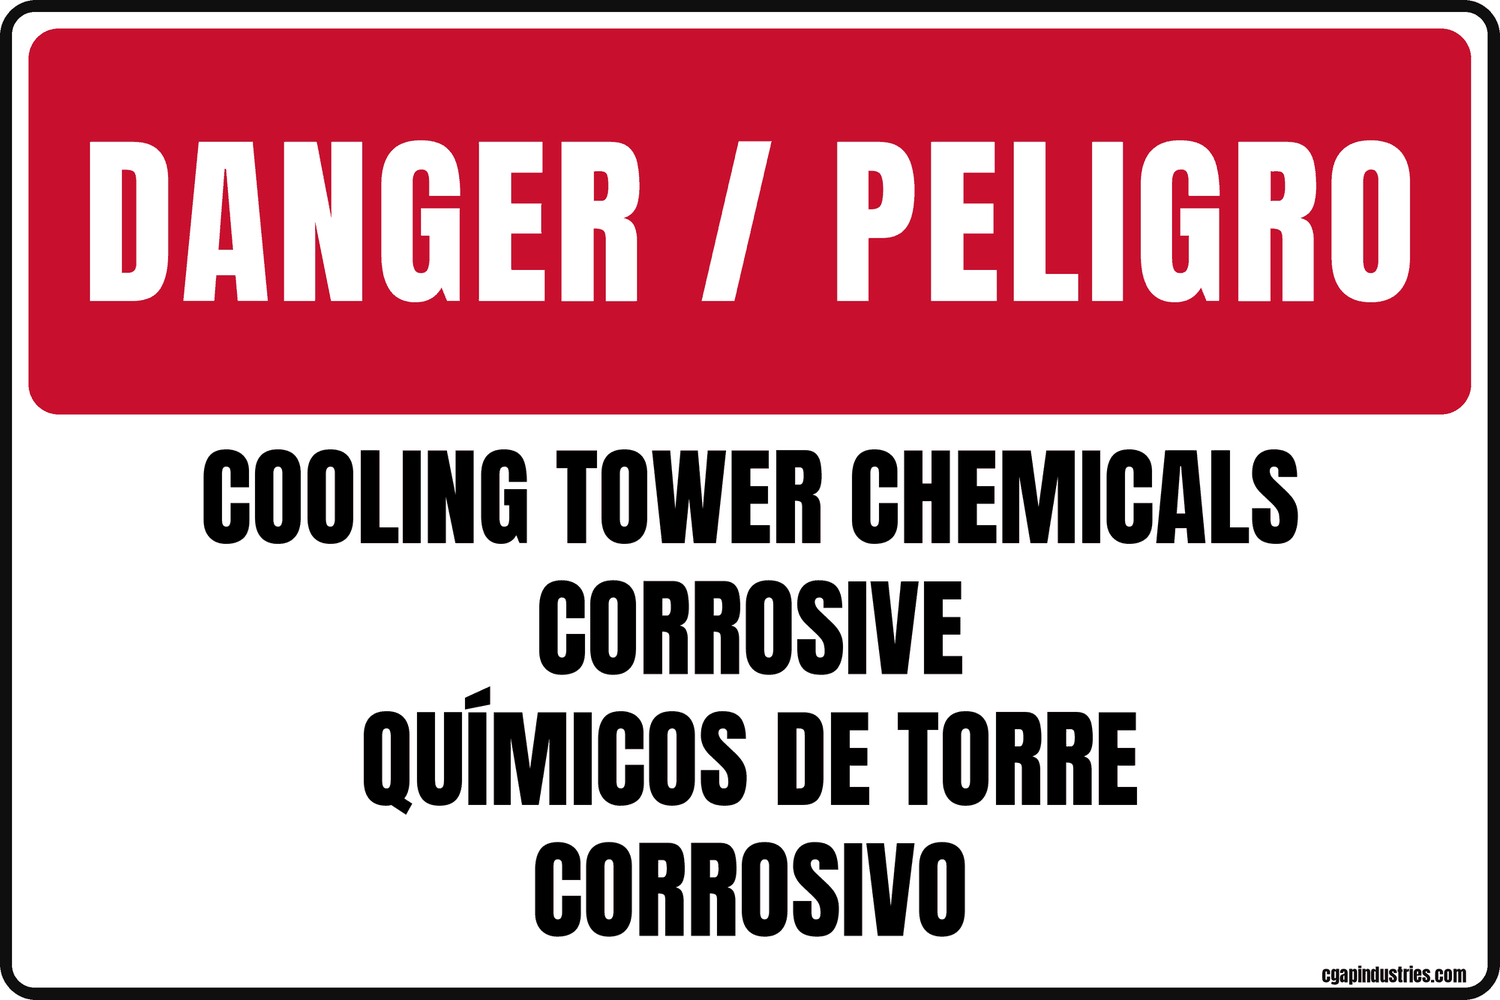 DANGER / PELIGRO
COOLING TOWER CHEMICALS
CORROSIVE
QUÍMICOS DE TORRE
CORROSIVO
cgapindustries.com